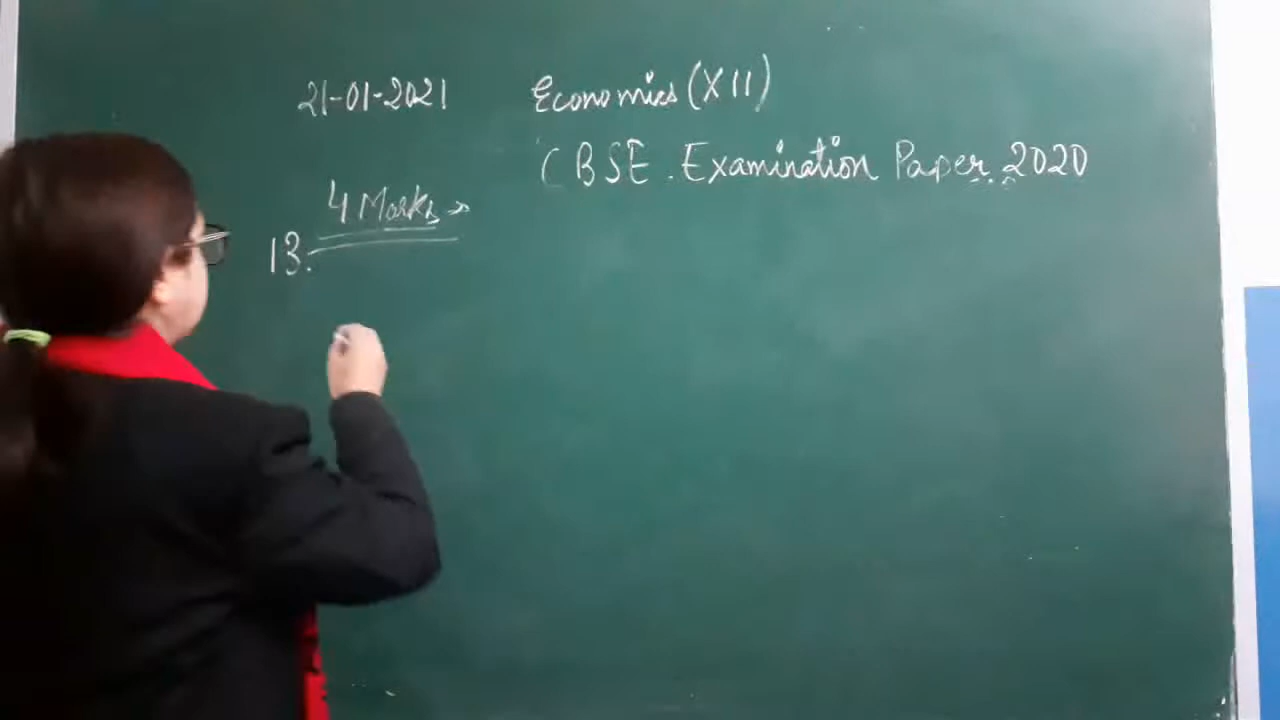 21-01-2021 Economics (XII)
CBSE. Examination Paper. 2020
4 Marks →
13.